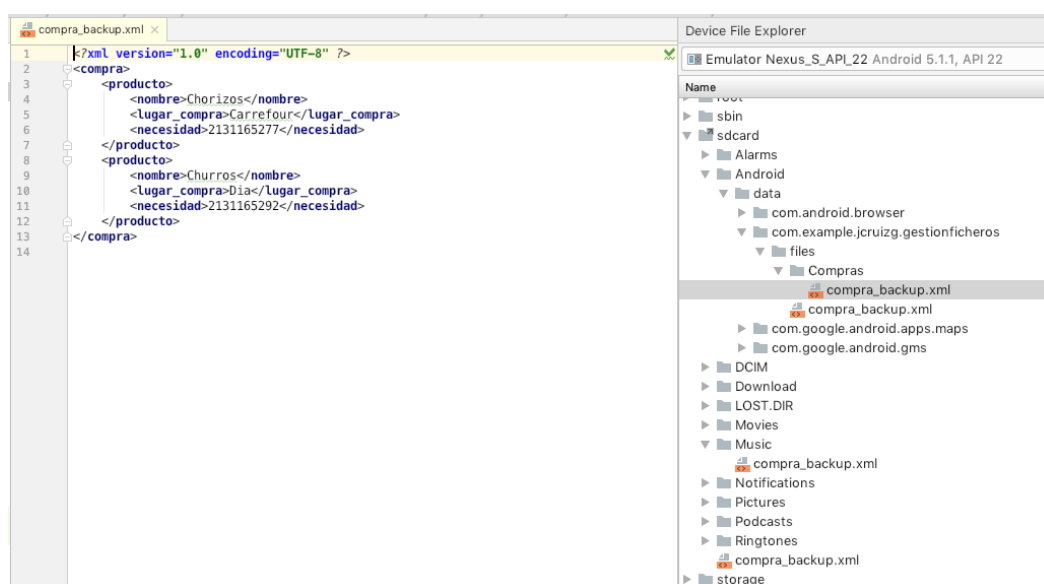 compra_backup.xml
1 <?xml version="1.0" encoding="UTF-8" ?>
2 <compra>
3 <producto>
4 <nombre>Chorizos</nombre>
5 <lugar_compra>Carrefour</lugar_compra>
6 <necesidad>2131165277</necesidad>
7 </producto>
8 <producto>
9 <nombre>Churros</nombre>
10 <lugar_compra>Dia</lugar_compra>
11 <necesidad>2131165292</necesidad>
12 </producto>
13 </compra>
14
Device File Explorer
Emulator Nexus_S_API_22 Android 5.1.1, API 22
Name
root
sbin
sdcard
Alarms
Android
data
com.android.browser
com.example.jcruizg.gestionficheros
files
Compras
compra_backup.xml
compra_backup.xml
com.google.android.apps.maps
com.google.android.gms
DCIM
Download
LOST.DIR
Movies
Music
compra_backup.xml
Notifications
Pictures
Podcasts
Ringtones
compra_backup.xml
storage